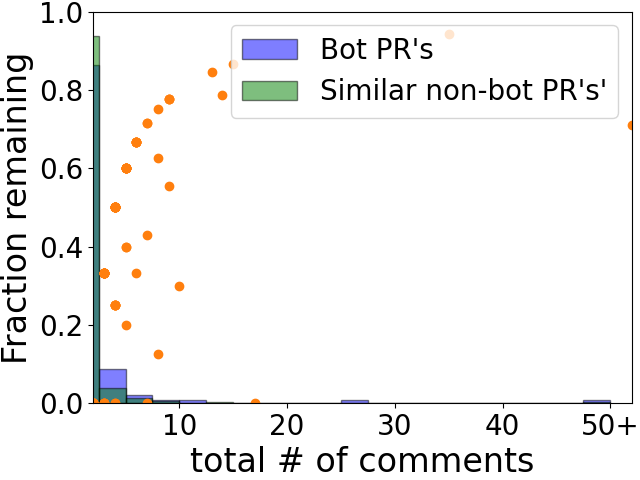 Fraction remaining
1.0
0.8
0.6
0.4
0.2
0.0
Bot PR's
Similar non-bot PR's'
10
20
30
40
50+
total # of comments